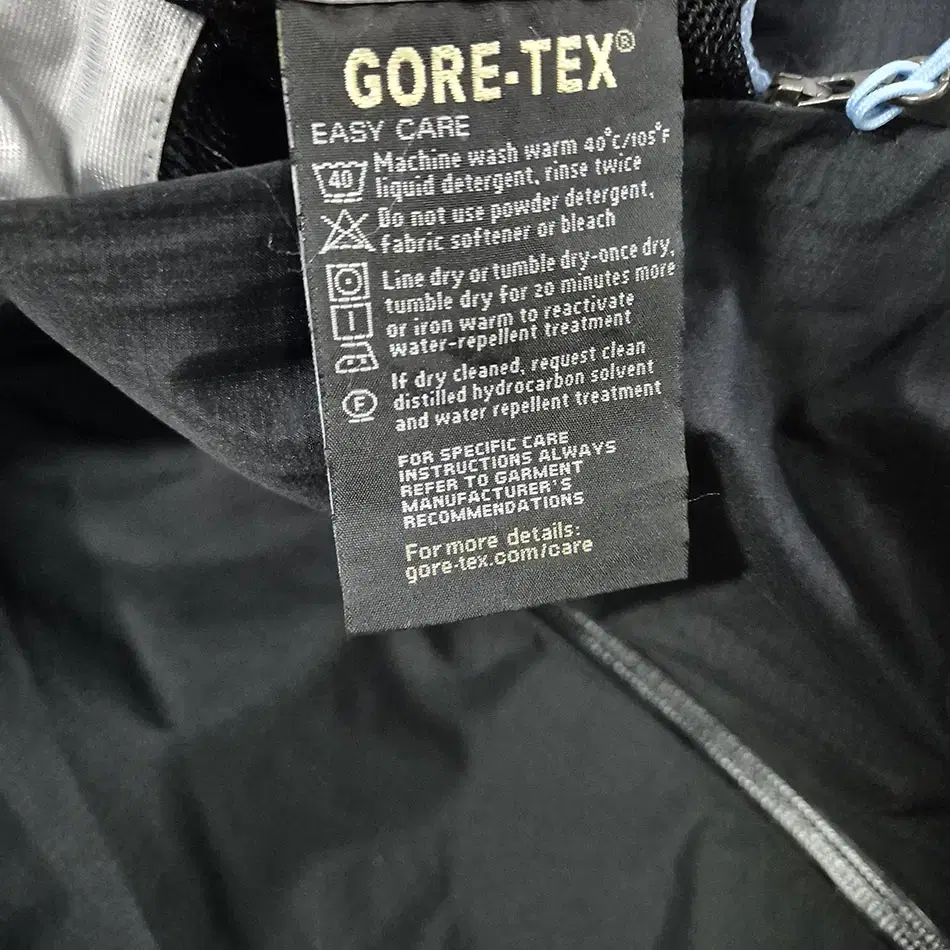 GORE-TEX®
EASY CARE
40
Machine wash warm 40°C/105°F
liquid detergent, rinse twice
Do not use powder detergent,
fabric softener or bleach
Line dry or tumble dry-once dry,
tumble dry for 20 minutes more
or iron warm to reactivate
water-repellent treatment
F
If dry cleaned, request clean
distilled hydrocarbon solvent
and water repellent treatment
FOR SPECIFIC CARE
INSTRUCTIONS ALWAYS
REFER TO GARMENT
MANUFACTURER'S
RECOMMENDATIONS
For more details:
gore-tex.com/care